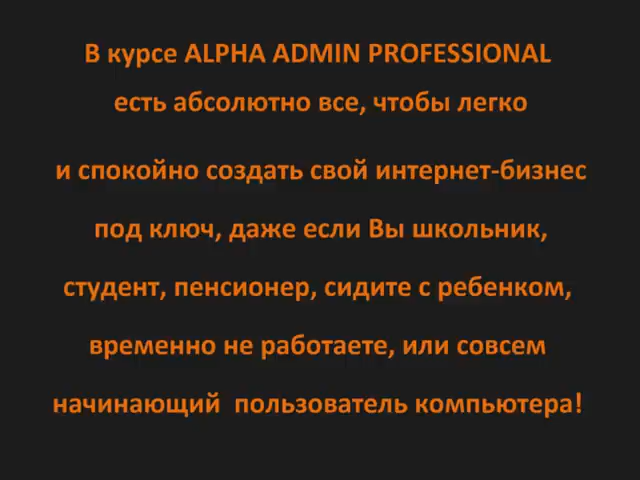 В курсе ALPHA ADMIN PROFESSIONAL
есть абсолютно все, чтобы легко
и спокойно создать свой интернет-бизнес
под ключ, даже если Вы школьник,
студент, пенсионер, сидите с ребенком,
временно не работаете, или совсем
начинающий  пользователь компьютера!